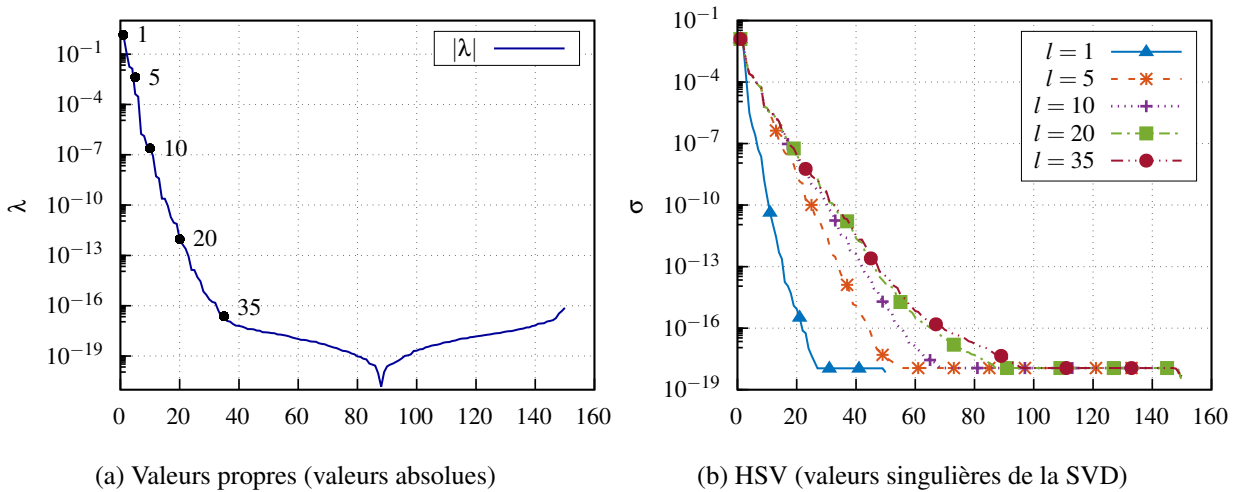 10⁻¹
10⁻⁴
10⁻⁷
10⁻¹⁰
10⁻¹³
10⁻¹⁶
10⁻¹⁹
λ
0 20 40 60 80 100 120 140 160
1
5
10
20
35
|λ|
(a) Valeurs propres (valeurs absolues)
10⁻¹
10⁻⁴
10⁻⁷
10⁻¹⁰
10⁻¹³
10⁻¹⁶
10⁻¹⁹
σ
0 20 40 60 80 100 120 140 160
l = 1
l = 5
l = 10
l = 20
l = 35
(b) HSV (valeurs singulières de la SVD)